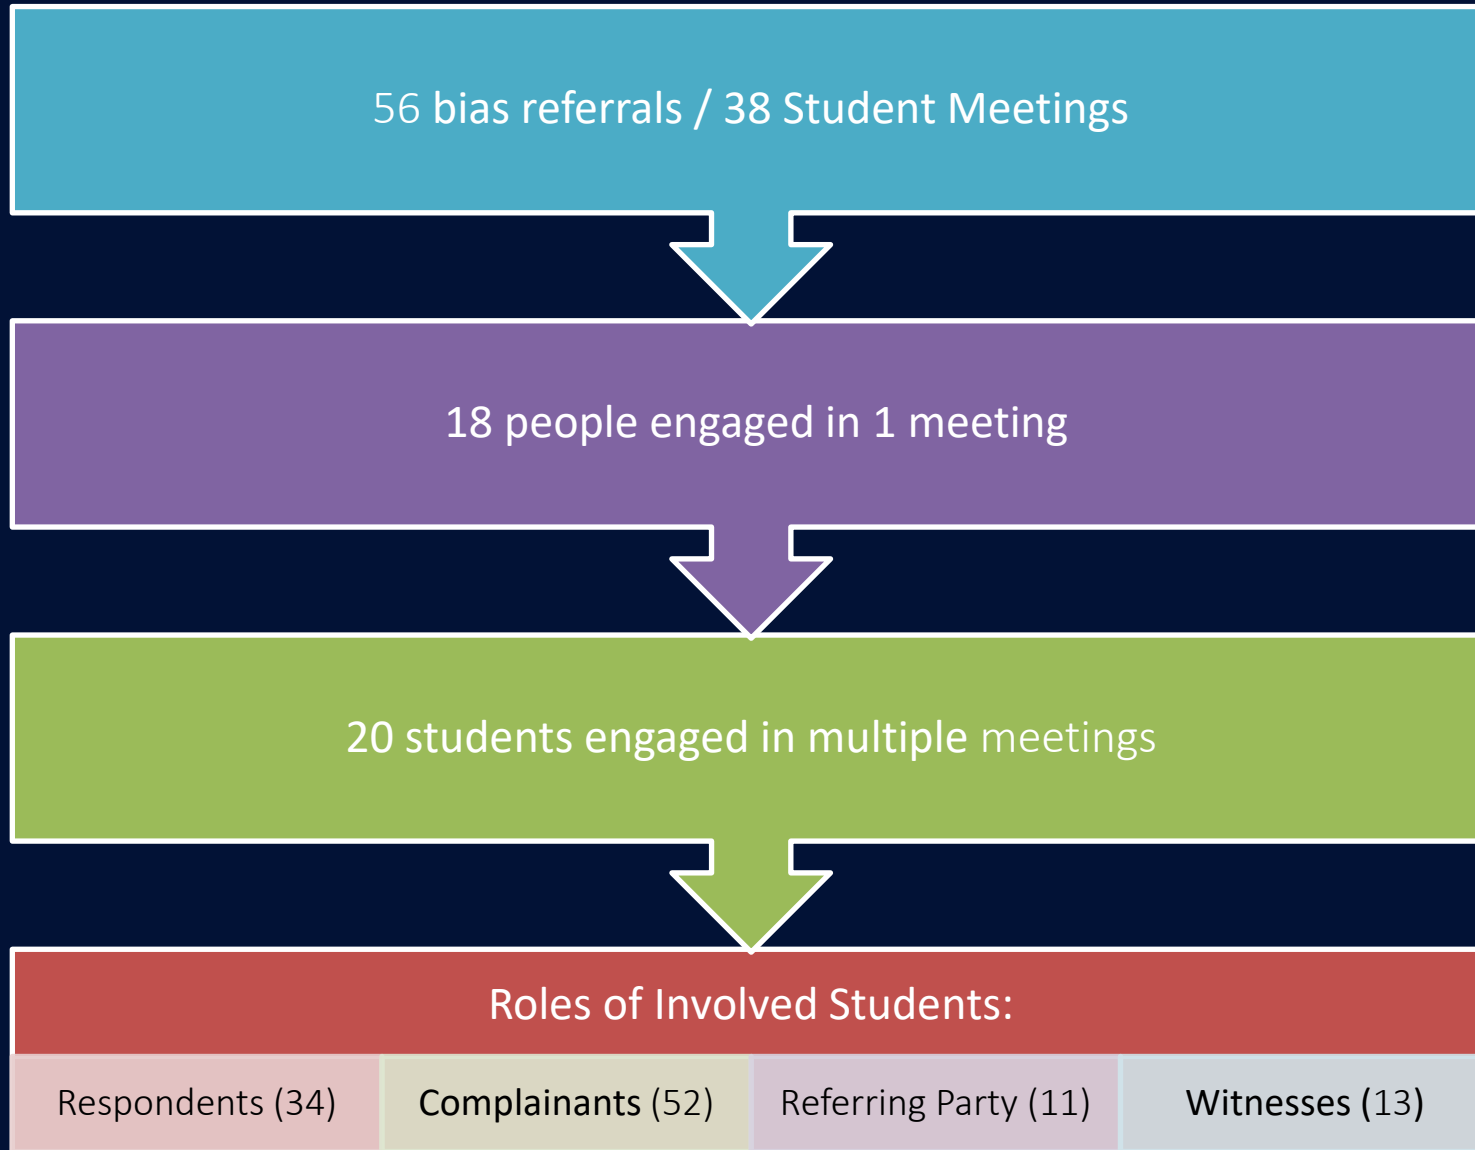 56 bias referrals / 38 Student Meetings
18 people engaged in 1 meeting
20 students engaged in multiple meetings
Roles of Involved Students:
Respondents (34)
Complainants (52)
Referring Party (11)
Witnesses (13)